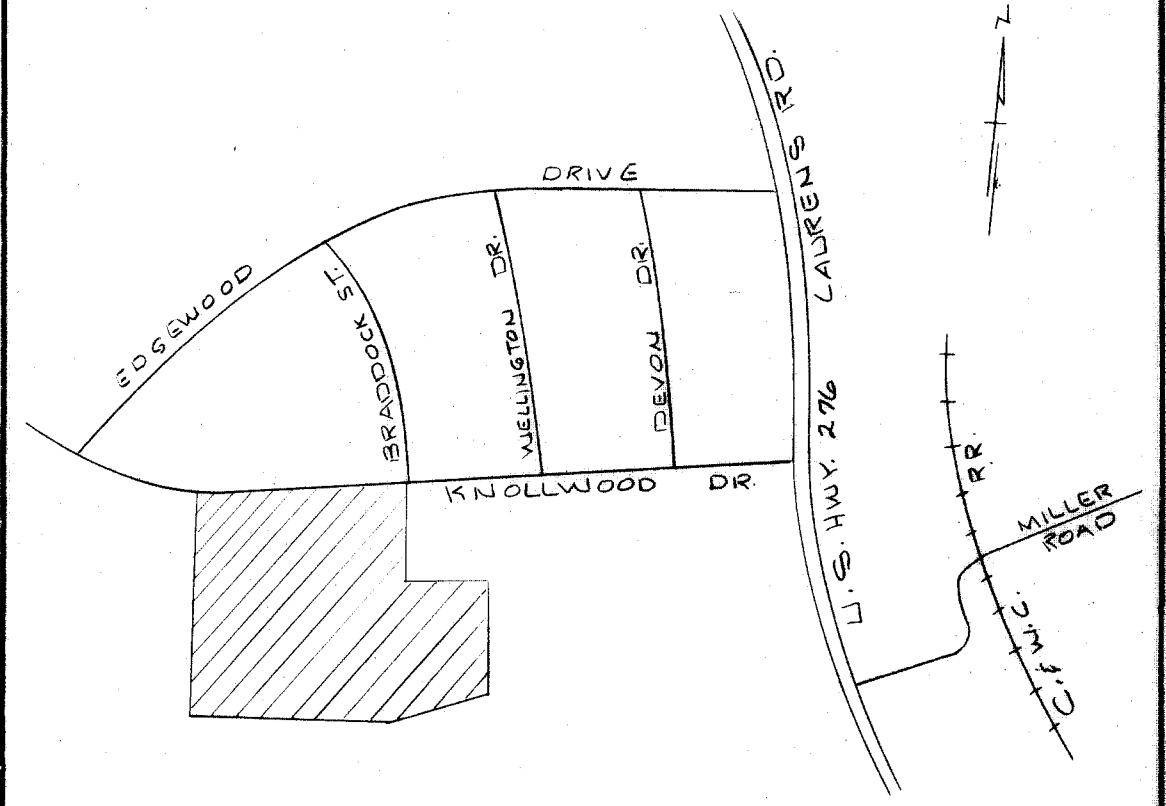 N
LAURENS RD.
DRIVE
EDGEWOOD
BRADDOCK ST.
WELLINGTON DR.
DEVON DR.
U.S. HWY. 276
KNOLLWOOD DR.
R.R.
MILLER
ROAD
C. & W. C.